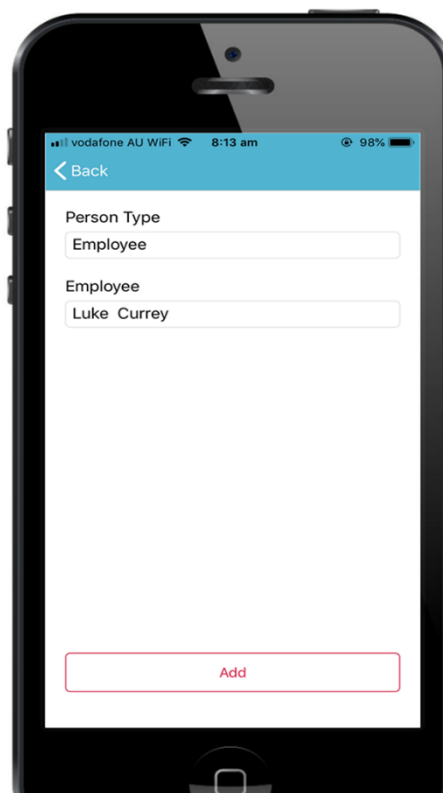 vodafone AU WiFi 8:13 am 98%
Back
Person Type
Employee
Employee
Luke Currey
Add